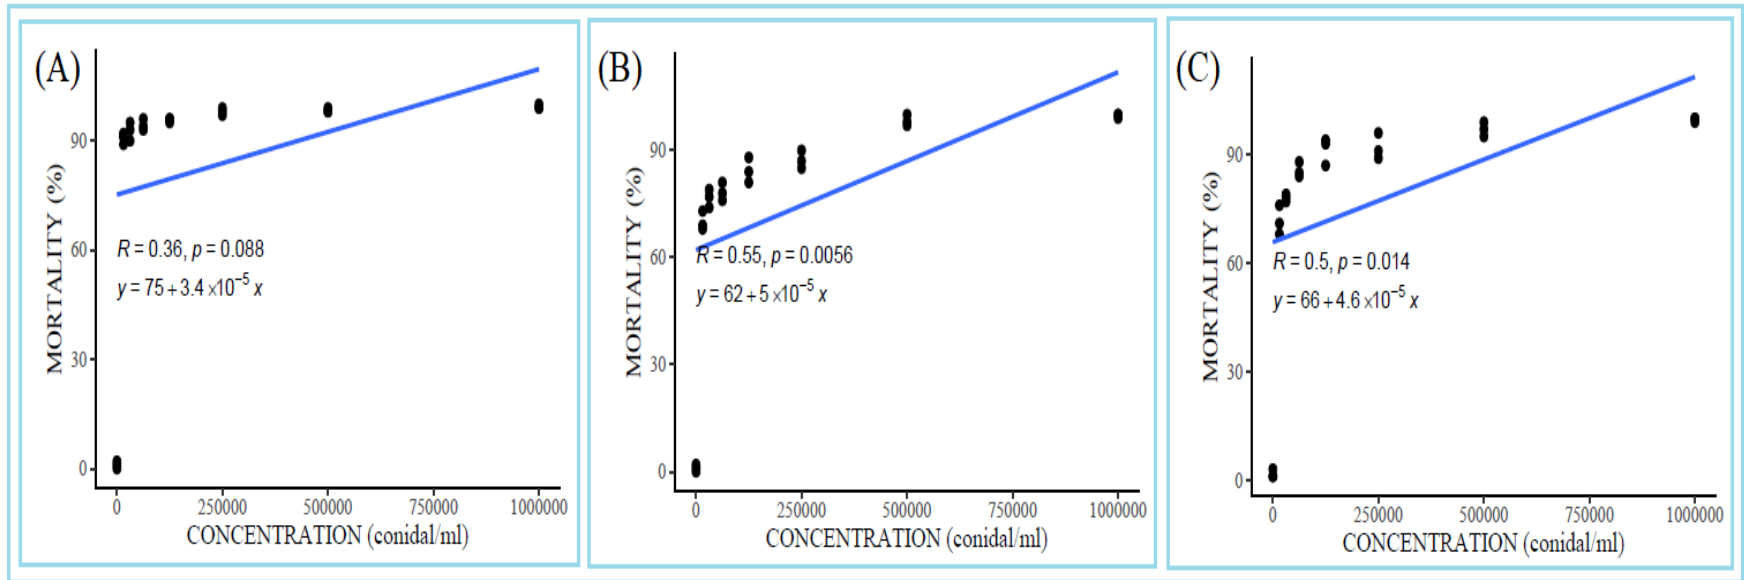 (A)
MORTALITY (%)
90
60
30
0
R = 0.36, p = 0.088
y = 75 + 3.4 ×10⁻⁵ x
0 250000 500000 750000 1000000
CONCENTRATION (conidal/ml)
(B)
MORTALITY (%)
90
60
30
0
R = 0.55, p = 0.0056
y = 62 + 5 ×10⁻⁵ x
0 250000 500000 750000 1000000
CONCENTRATION (conidal/ml)
(C)
MORTALITY (%)
90
60
30
0
R = 0.5, p = 0.014
y = 66 + 4.6 ×10⁻⁵ x
0 250000 500000 750000 1000000
CONCENTRATION (conidal/ml)